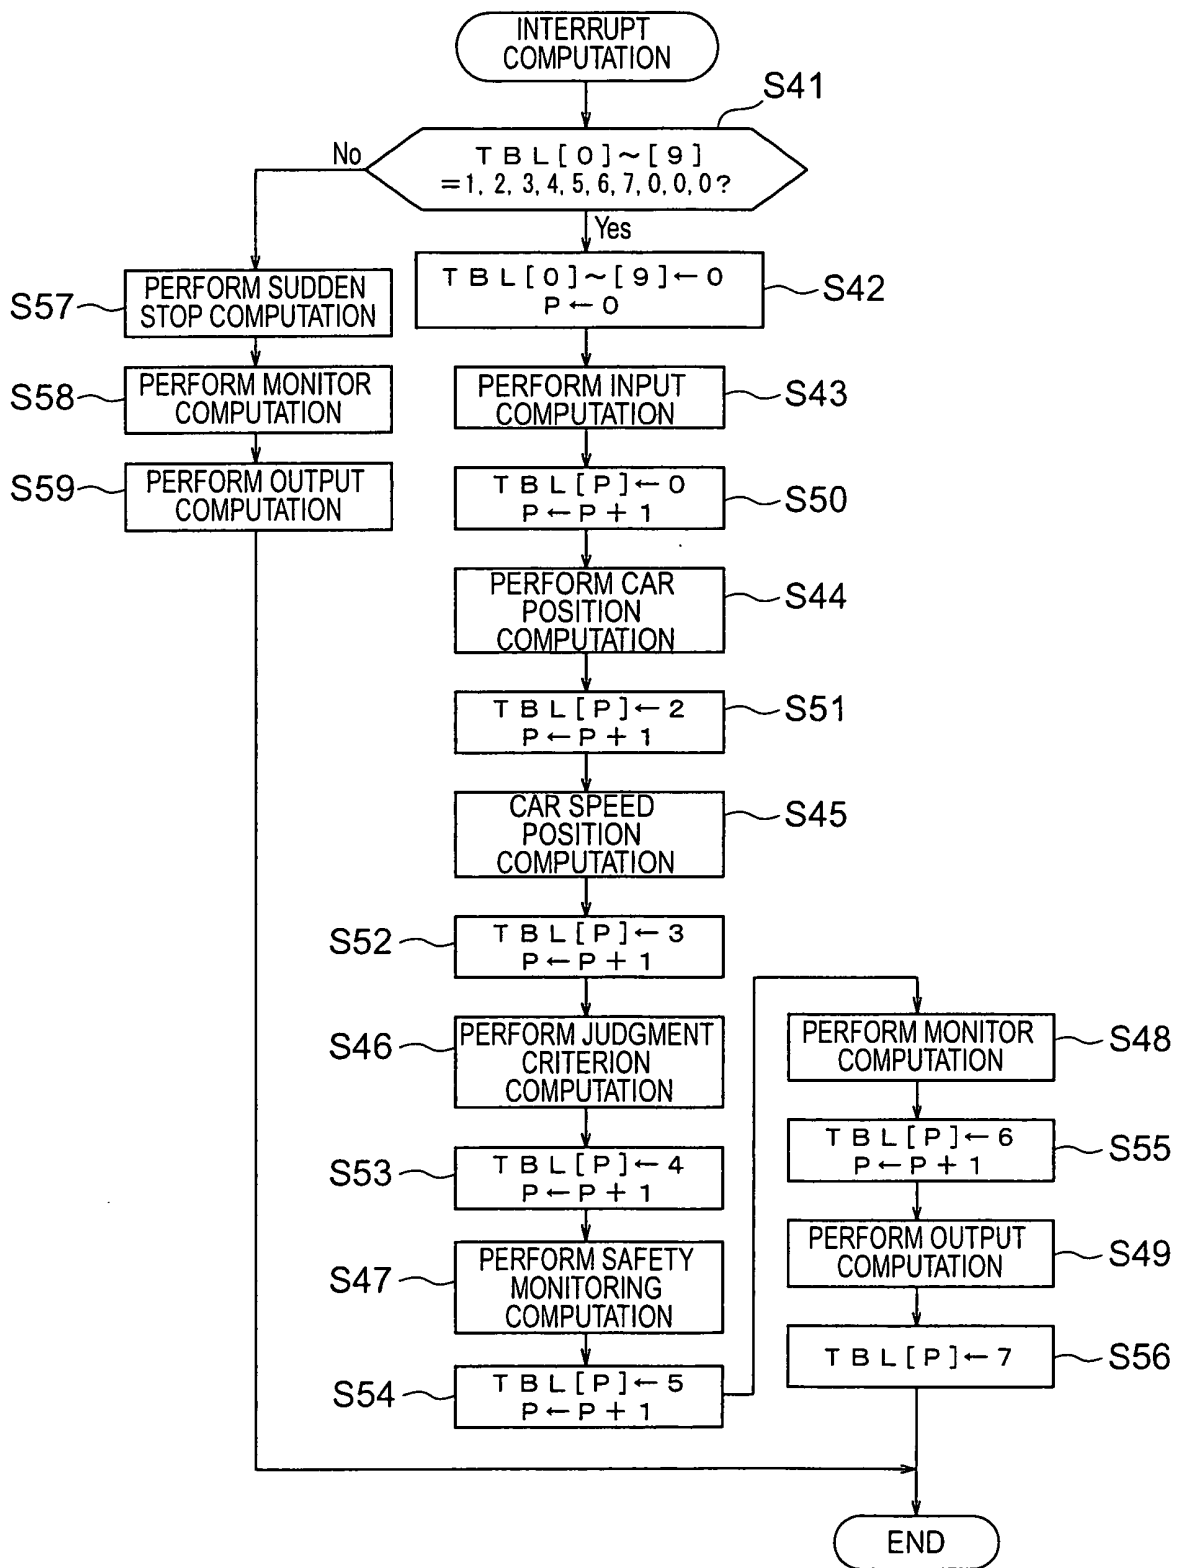 INTERRUPT
COMPUTATION
S41
TBL[0]~[9]
=1,2,3,4,5,6,7,0,0,0?
No
Yes
S57
PERFORM SUDDEN
STOP COMPUTATION
S58
PERFORM MONITOR
COMPUTATION
S59
PERFORM OUTPUT
COMPUTATION
TBL[0]~[9]←0
P←0
S42
PERFORM INPUT
COMPUTATION
S43
TBL[P]←0
P←P+1
S50
PERFORM CAR
POSITION
COMPUTATION
S44
TBL[P]←2
P←P+1
S51
CAR SPEED
POSITION
COMPUTATION
S45
S52
TBL[P]←3
P←P+1
S46
PERFORM JUDGMENT
CRITERION
COMPUTATION
S53
TBL[P]←4
P←P+1
S47
PERFORM SAFETY
MONITORING
COMPUTATION
S54
TBL[P]←5
P←P+1
PERFORM MONITOR
COMPUTATION
S48
TBL[P]←6
P←P+1
S55
PERFORM OUTPUT
COMPUTATION
S49
TBL[P]←7
S56
END